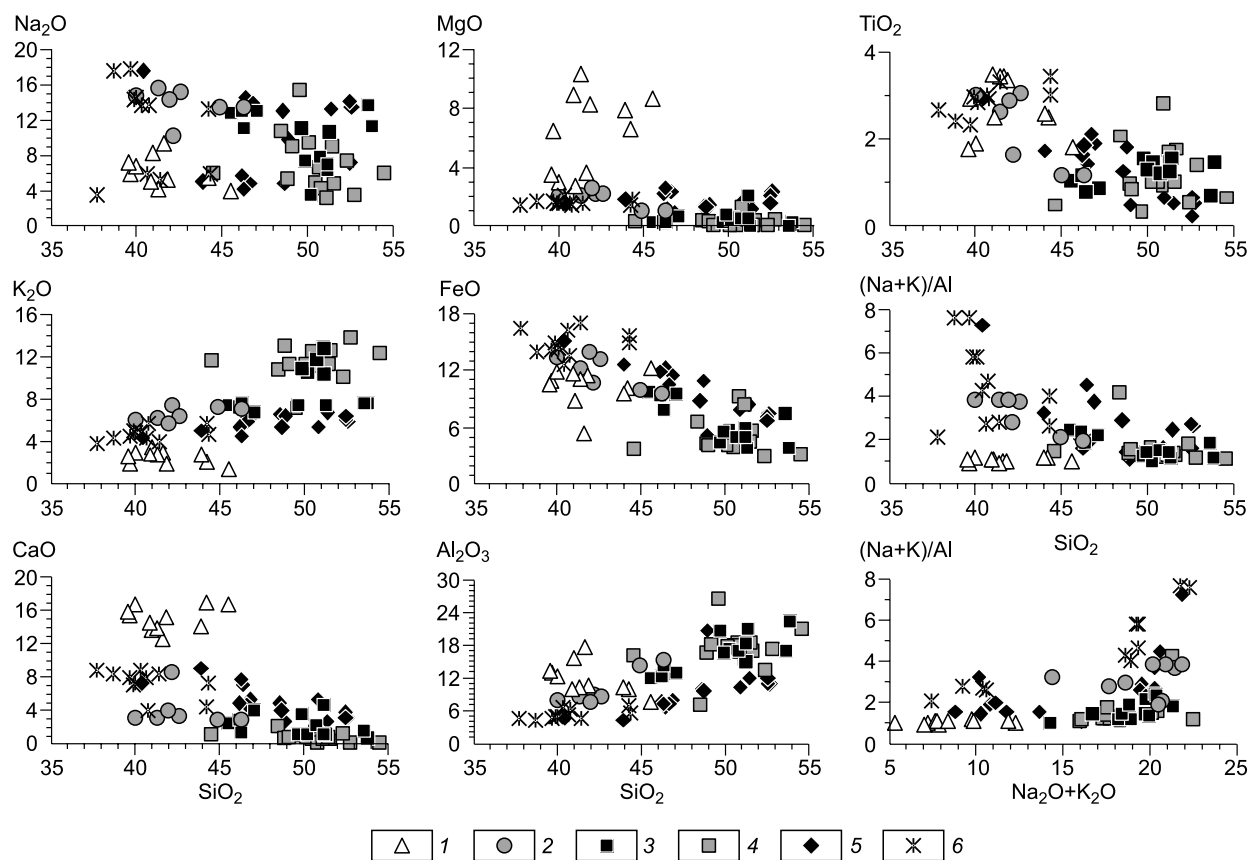 Na₂O MgO TiO₂
20 12 4
16
12 8
8 4 2
4
0 0 0
35 40 45 50 55 35 40 45 50 55 35 40 45 50 55
K₂O FeO (Na+K)/Al
16 18 8
12 12 6
8 4
4 6 2
0 0 0
35 40 45 50 55 35 40 45 50 55 35 40 45 50 55
SiO₂
CaO Al₂O₃ (Na+K)/Al
20 30 8
16 24 6
12 18
8 12 4
4 6 2
0 0 0
35 40 45 50 55 35 40 45 50 55 5 10 15 20 25
SiO₂ SiO₂ Na₂O+K₂O
1 2 3 4 5 6